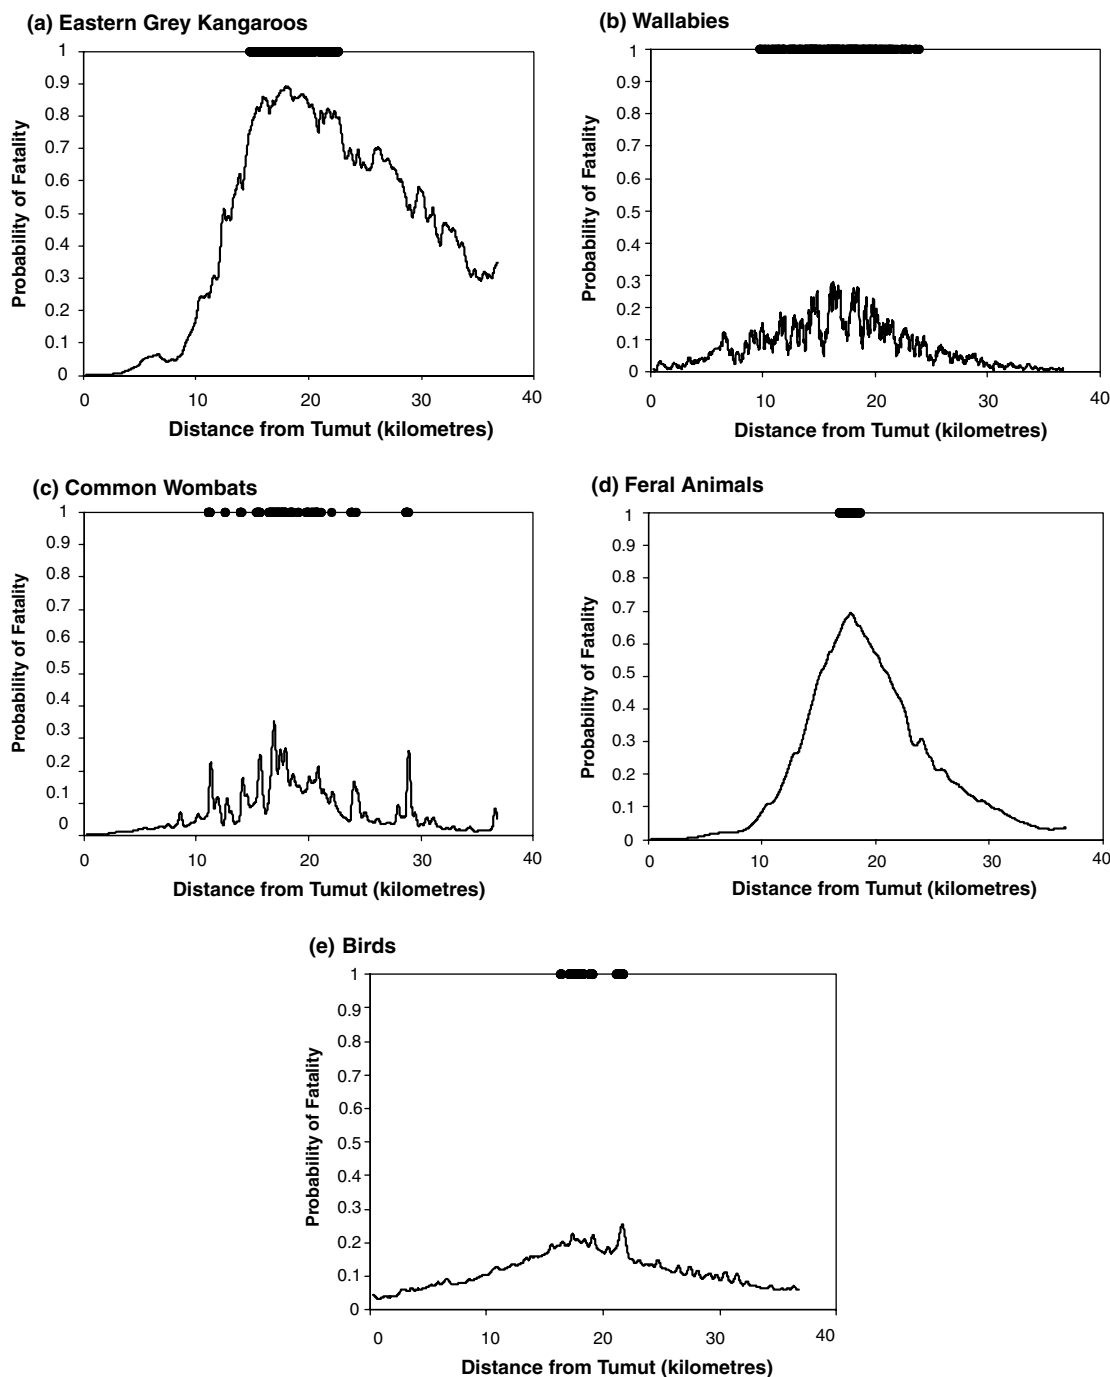 (a) Eastern Grey Kangaroos
1
0.9
0.8
0.7
0.6
0.5
0.4
0.3
0.2
0.1
0
0 10 20 30 40
Probability of Fatality
Distance from Tumut (kilometres)
(b) Wallabies
1
0.9
0.8
0.7
0.6
0.5
0.4
0.3
0.2
0.1
0
0 10 20 30 40
Probability of Fatality
Distance from Tumut (kilometres)
(c) Common Wombats
1
0.9
0.8
0.7
0.6
0.5
0.4
0.3
0.2
0.1
0
0 10 20 30 40
Probability of Fatality
Distance from Tumut (kilometres)
(d) Feral Animals
1
0.9
0.8
0.7
0.6
0.5
0.4
0.3
0.2
0.1
0
0 10 20 30 40
Probability of Fatality
Distance from Tumut (kilometres)
(e) Birds
1
0.9
0.8
0.7
0.6
0.5
0.4
0.3
0.2
0.1
0
0 10 20 30 40
Probability of Fatality
Distance from Tumut (kilometres)